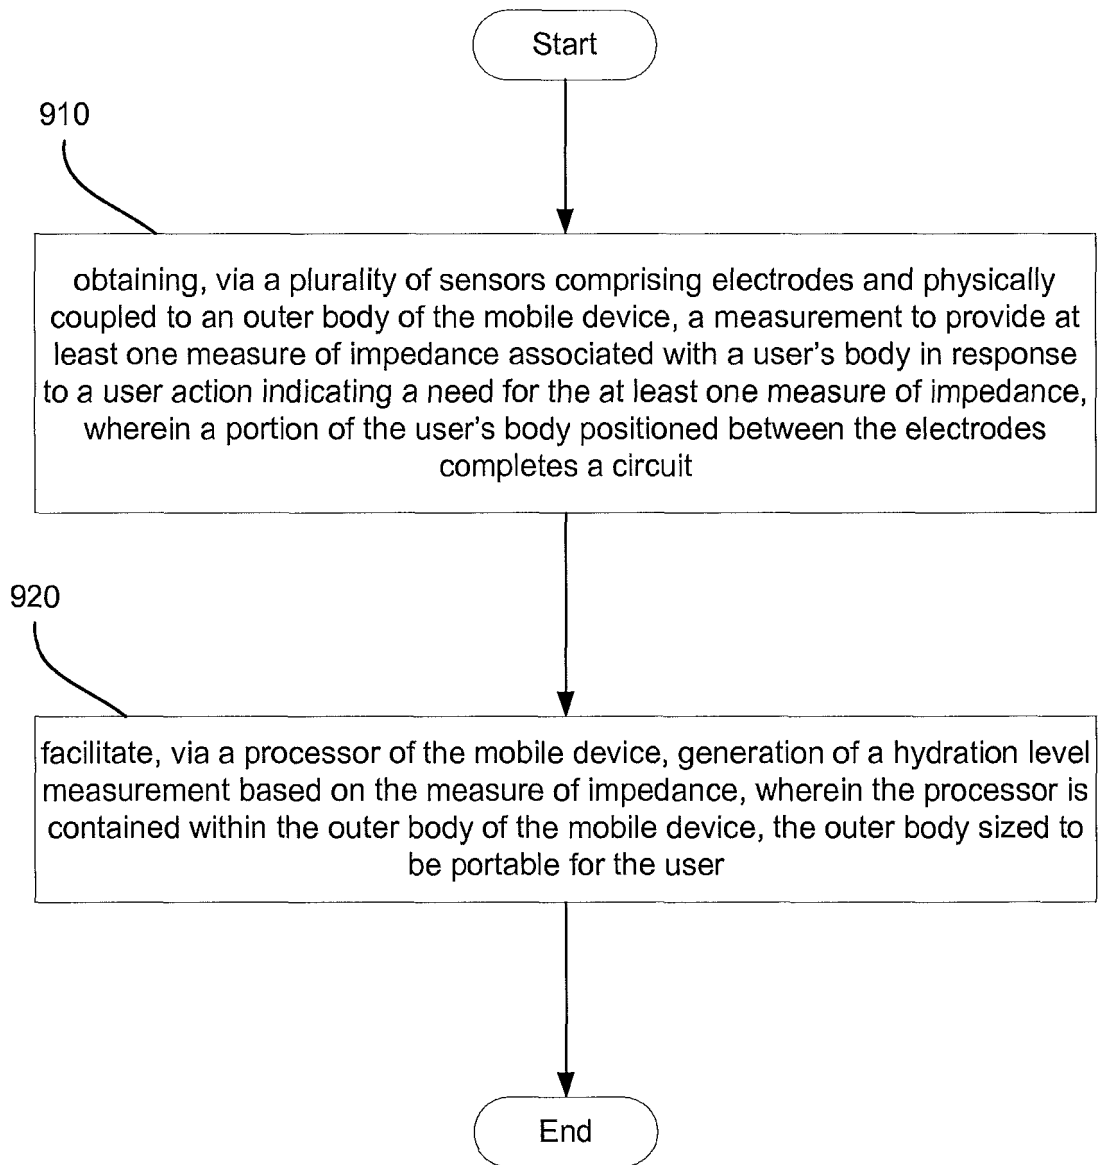 Start
910
obtaining, via a plurality of sensors comprising electrodes and physically
coupled to an outer body of the mobile device, a measurement to provide at
least one measure of impedance associated with a user's body in response
to a user action indicating a need for the at least one measure of impedance,
wherein a portion of the user's body positioned between the electrodes
completes a circuit
920
facilitate, via a processor of the mobile device, generation of a hydration level
measurement based on the measure of impedance, wherein the processor is
contained within the outer body of the mobile device, the outer body sized to
be portable for the user
End